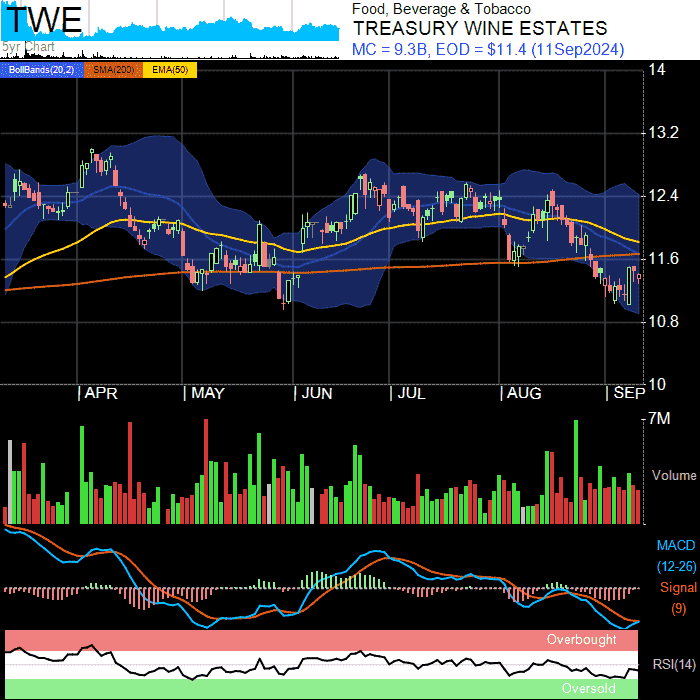 TWE
5yr Chart
Food, Beverage & Tobacco
TREASURY WINE ESTATES
MC = 9.3B, EOD = $11.4 (11Sep2024)
BollBands(20,2) SMA(200) EMA(50)
14
13.2
12.4
11.6
10.8
10
| APR | MAY | JUN | JUL | AUG | SEP
7M
Volume
MACD
(12-26)
Signal
(9)
Overbought
RSI(14)
Oversold